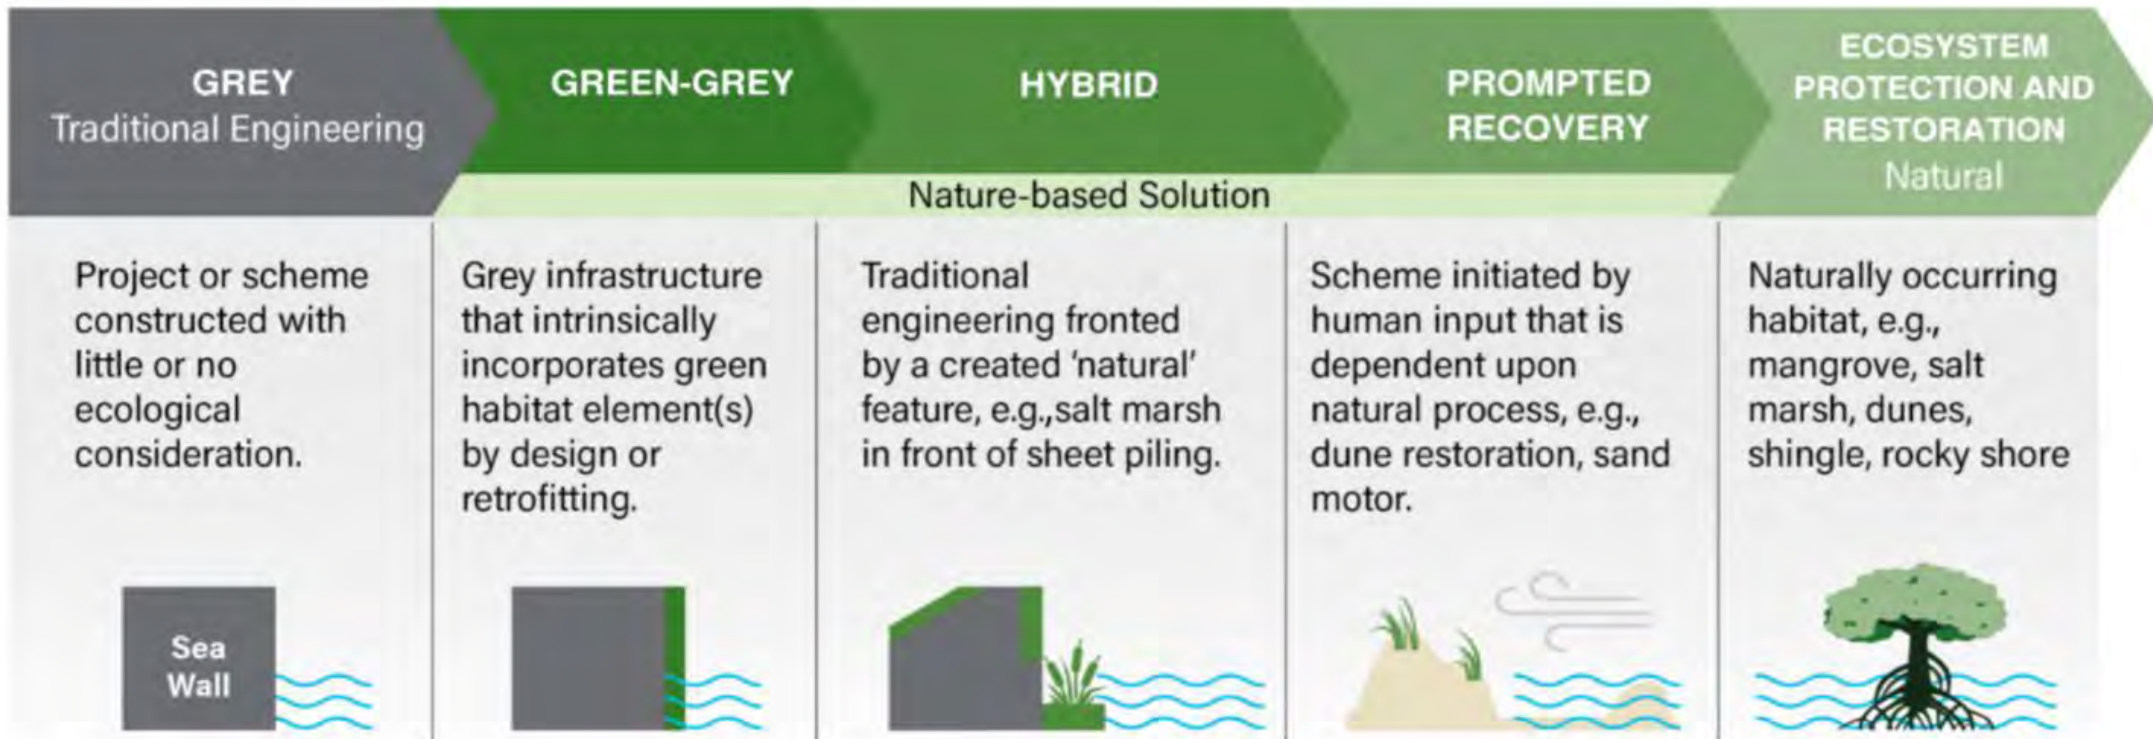 GREY
Traditional Engineering
GREEN-GREY
HYBRID
PROMPTED
RECOVERY
ECOSYSTEM
PROTECTION AND
RESTORATION
Natural
Nature-based Solution
Project or scheme
constructed with
little or no
ecological
consideration.
Grey infrastructure
that intrinsically
incorporates green
habitat element(s)
by design or
retrofitting.
Traditional
engineering fronted
by a created ‘natural’
feature, e.g.,salt marsh
in front of sheet piling.
Scheme initiated by
human input that is
dependent upon
natural process, e.g.,
dune restoration, sand
motor.
Naturally occurring
habitat, e.g.,
mangrove, salt
marsh, dunes,
shingle, rocky shore
Sea
Wall